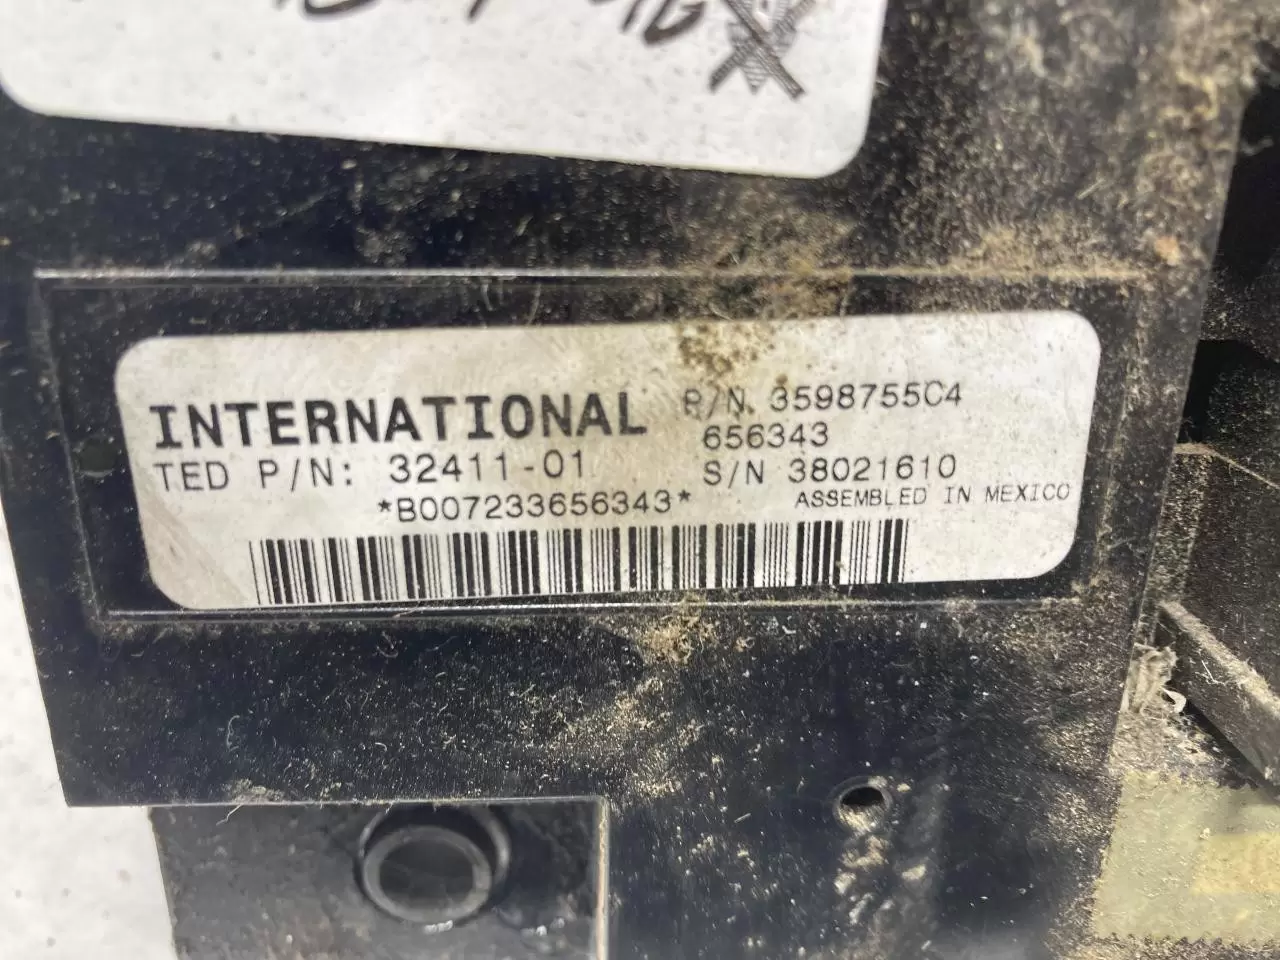 INTERNATIONAL P/N 3598755C4
656343
TED P/N: 32411-01 S/N 38021610
*B007233656343* ASSEMBLED IN MEXICO